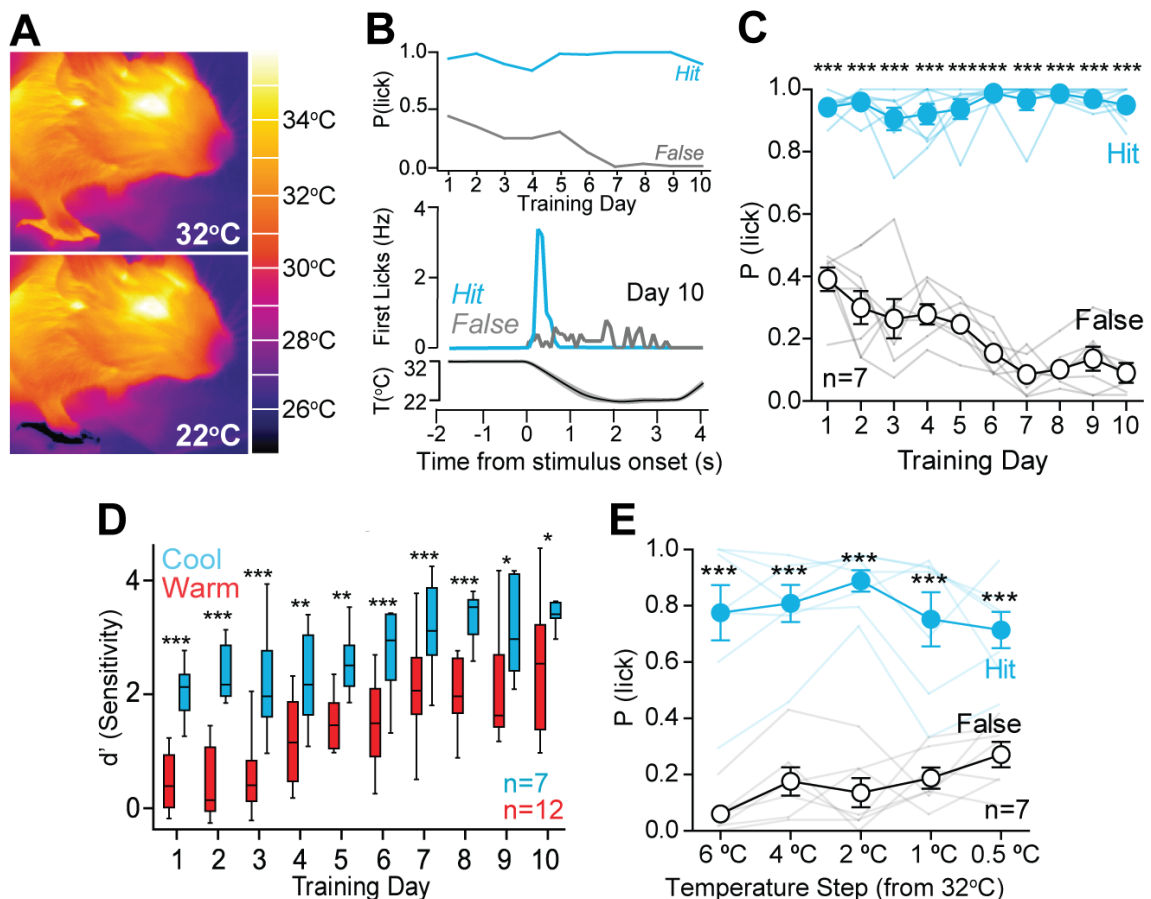 A
34°C
32°C
30°C
28°C
26°C
32°C
22°C
B
1.0
0.5
0.0
P(lick)
Hit
False
1 2 3 4 5 6 7 8 9 10
Training Day
4
2
0
First Licks (Hz)
Hit
False
Day 10
32
22
T(°C)
-2 -1 0 1 2 3 4
Time from stimulus onset (s)
C
*** *** *** *** *** *** *** *** *** ***
1.0
0.8
0.6
0.4
0.2
0.0
P (lick)
Hit
False
n=7
1 2 3 4 5 6 7 8 9 10
Training Day
D
Cool
Warm
4
2
0
d' (Sensitivity)
*** *** *** ** ** *** *** *** * *
n=7
n=12
1 2 3 4 5 6 7 8 9 10
Training Day
E
1.0
0.8
0.6
0.4
0.2
0.0
P (lick)
*** *** *** *** ***
Hit
False
n=7
6 °C 4 °C 2 °C 1 °C 0.5 °C
Temperature Step (from 32°C)